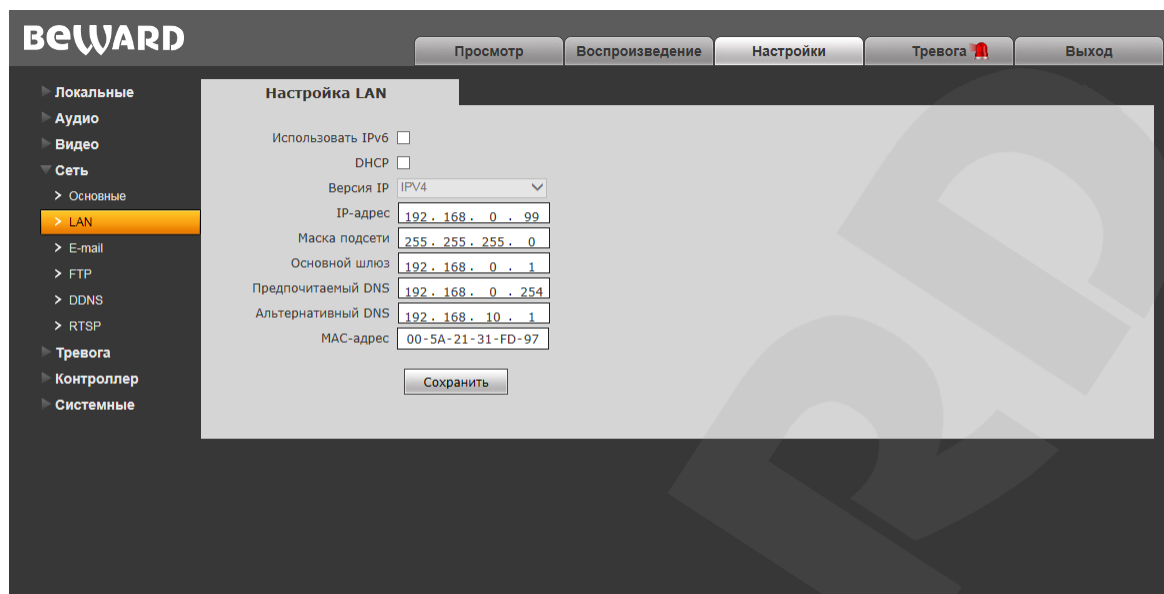 BEWARD
Просмотр
Воспроизведение
Настройки
Тревога
Выход
Локальные
Аудио
Видео
Сеть
> Основные
> LAN
> E-mail
> FTP
> DDNS
> RTSP
Тревога
Контроллер
Системные
Настройка LAN
Использовать IPv6
DHCP
Версия IP IPV4
IP-адрес 192. 168. 0 . 99
Маска подсети 255. 255. 255. 0
Основной шлюз 192. 168. 0 . 1
Предпочитаемый DNS 192. 168. 0 . 254
Альтернативный DNS 192. 168. 10 . 1
MAC-адрес 00-5A-21-31-FD-97
Сохранить